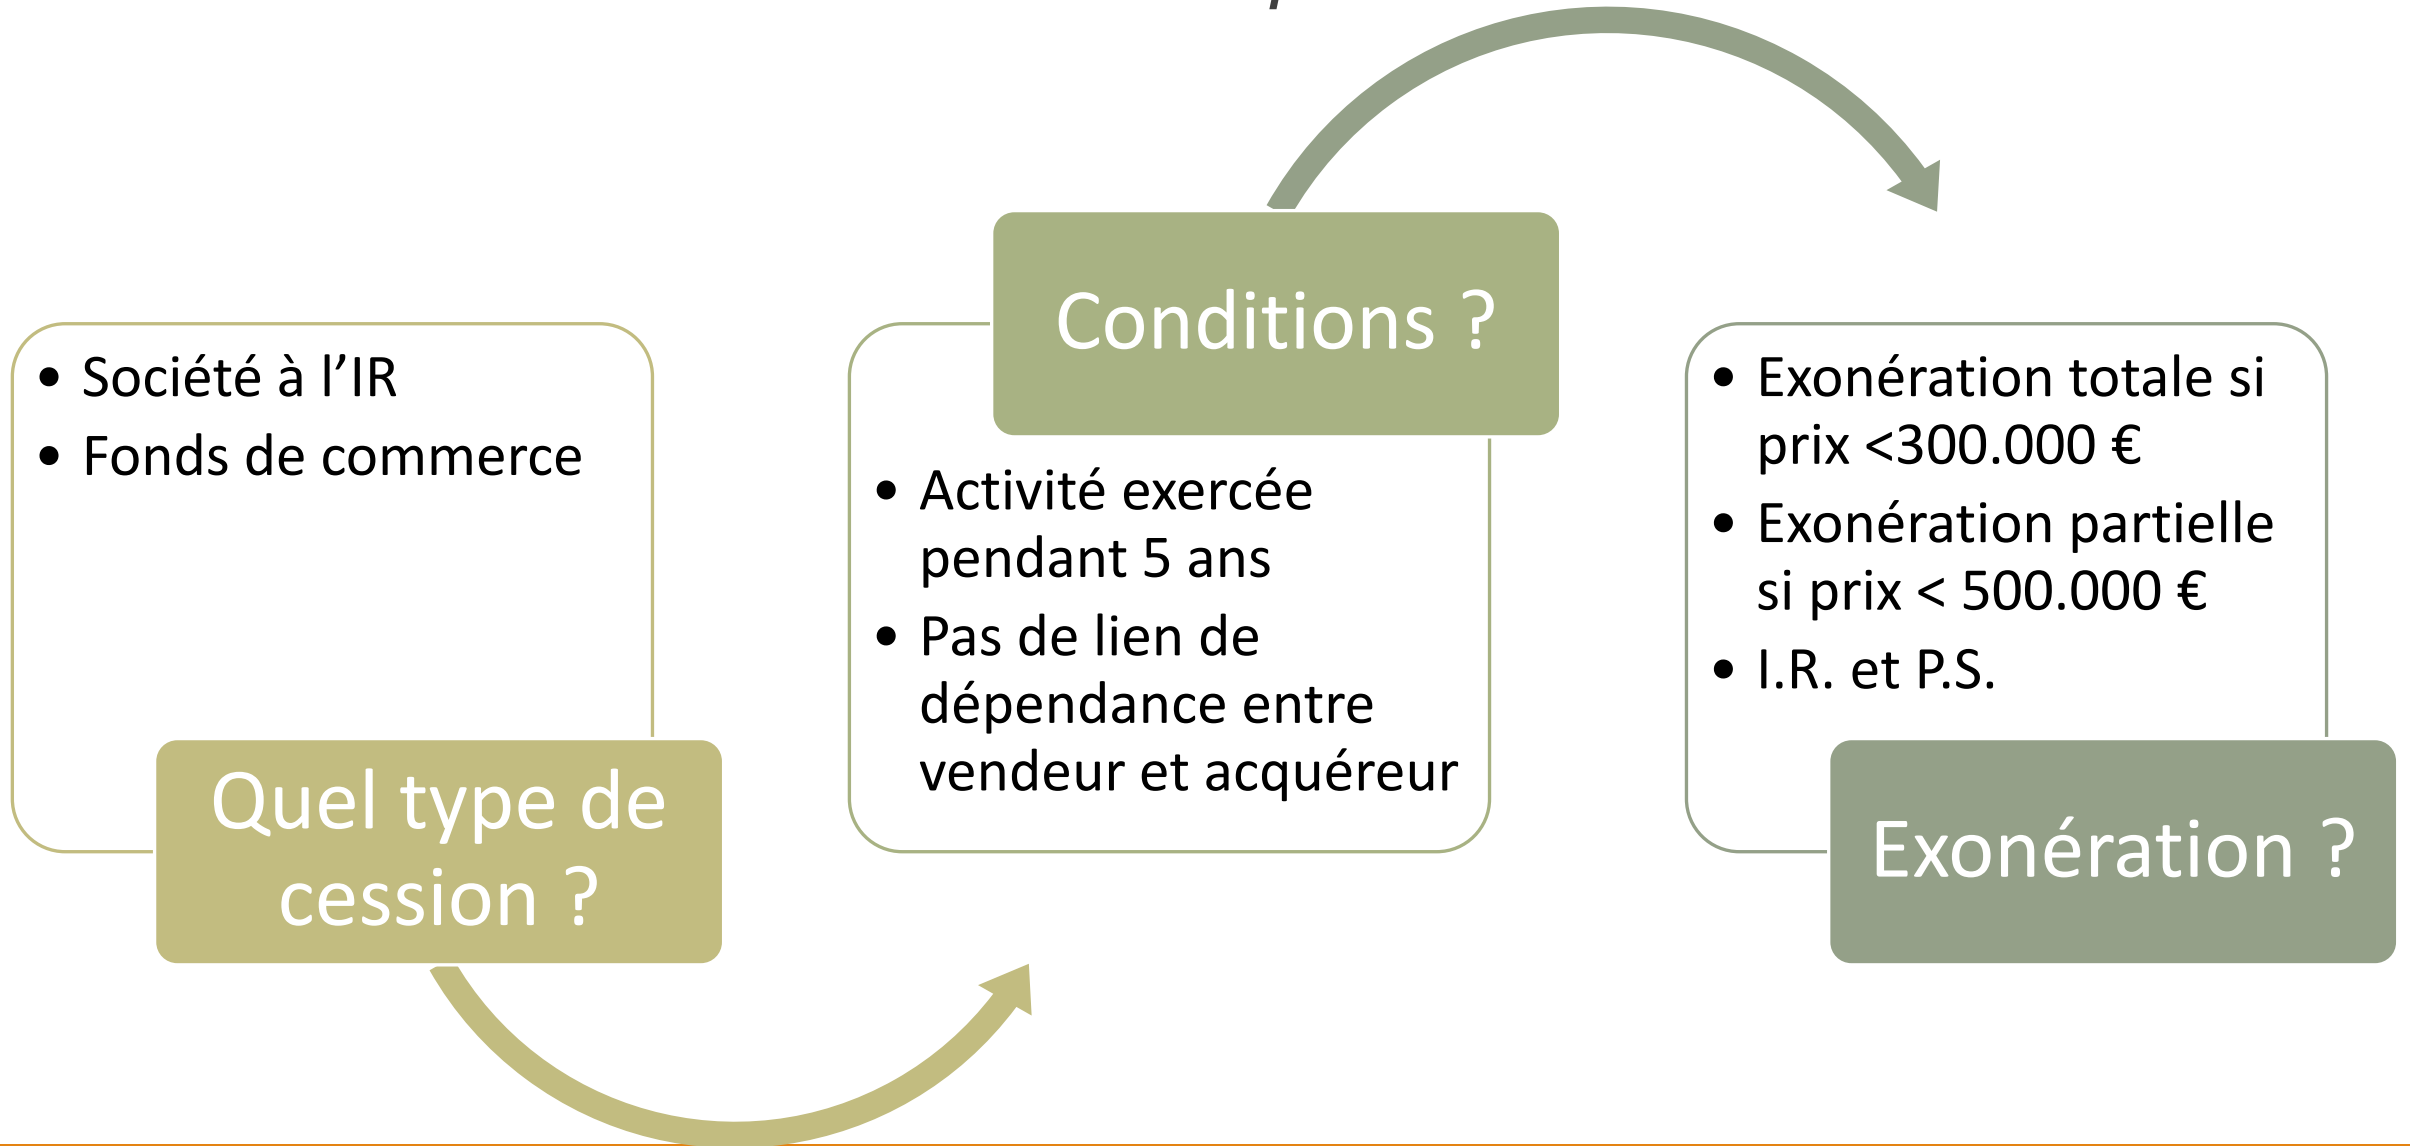 • Société à l’IR
• Fonds de commerce
Quel type de
cession ?
Conditions ?
• Activité exercée
pendant 5 ans
• Pas de lien de
dépendance entre
vendeur et acquéreur
• Exonération totale si
prix <300.000 €
• Exonération partielle
si prix < 500.000 €
• I.R. et P.S.
Exonération ?